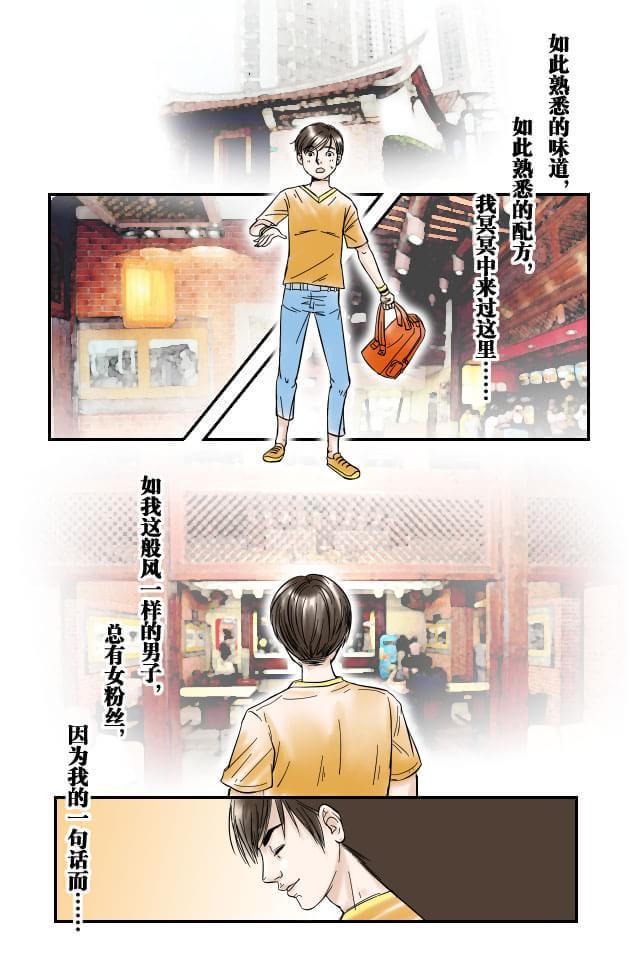 如此熟悉的味道，
如此熟悉的配方，
我冥冥中来过这里……
如我这般风一样的男子，
总有女粉丝，
因为我的一句话而……